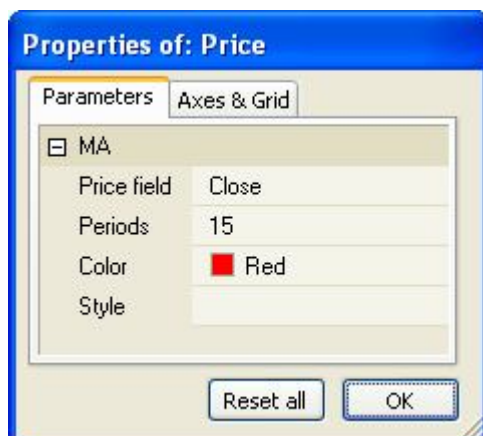 Properties of: Price
Parameters Axes & Grid
MA
Price field Close
Periods 15
Color Red
Style
Reset all OK